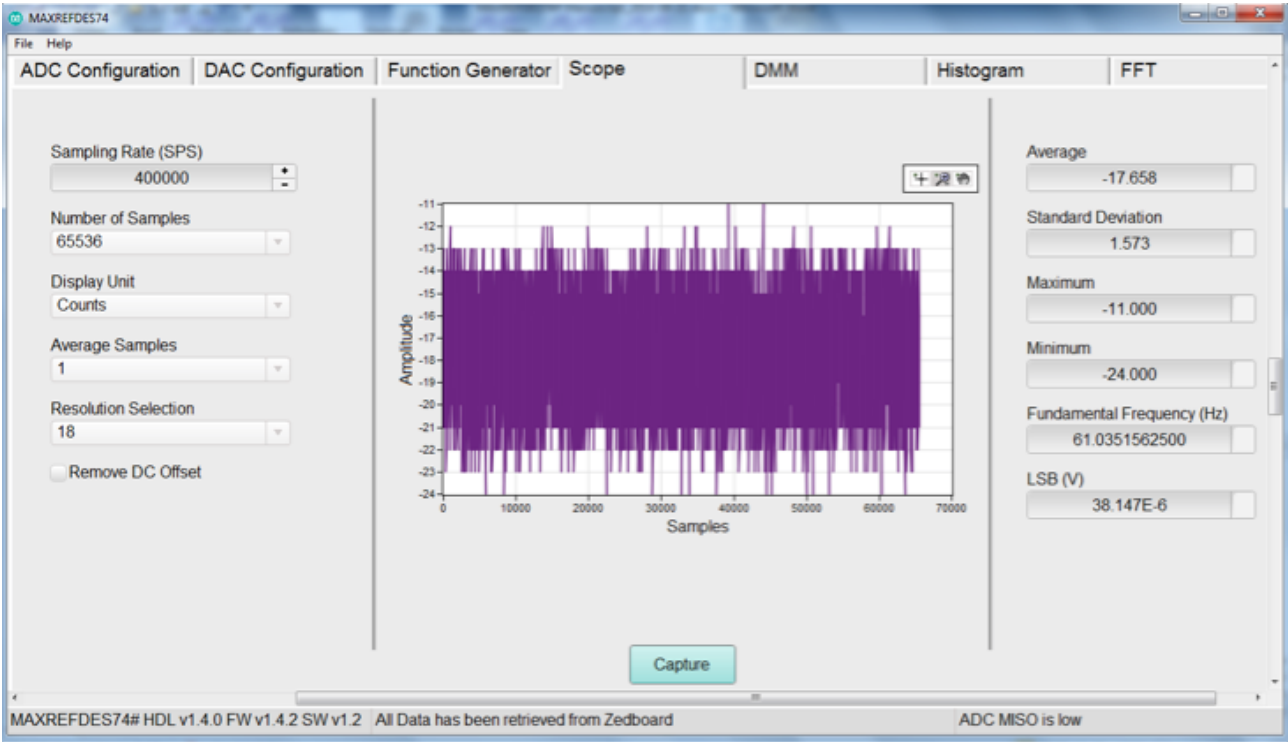 MAXREFDES74
File Help
ADC Configuration DAC Configuration Function Generator Scope DMM Histogram FFT
Sampling Rate (SPS)
400000
Number of Samples
65536
Display Unit
Counts
Average Samples
1
Resolution Selection
18
Remove DC Offset
-11
-12
-13
-14
-15
-16
-17
-18
-19
-20
-21
-22
-23
-24
Amplitude
0 10000 20000 30000 40000 50000 60000 70000
Samples
Capture
Average
-17.658
Standard Deviation
1.573
Maximum
-11.000
Minimum
-24.000
Fundamental Frequency (Hz)
61.0351562500
LSB (V)
38.147E-6
MAXREFDES74# HDL v1.4.0 FW v1.4.2 SW v1.2 All Data has been retrieved from Zedboard ADC MISO is low